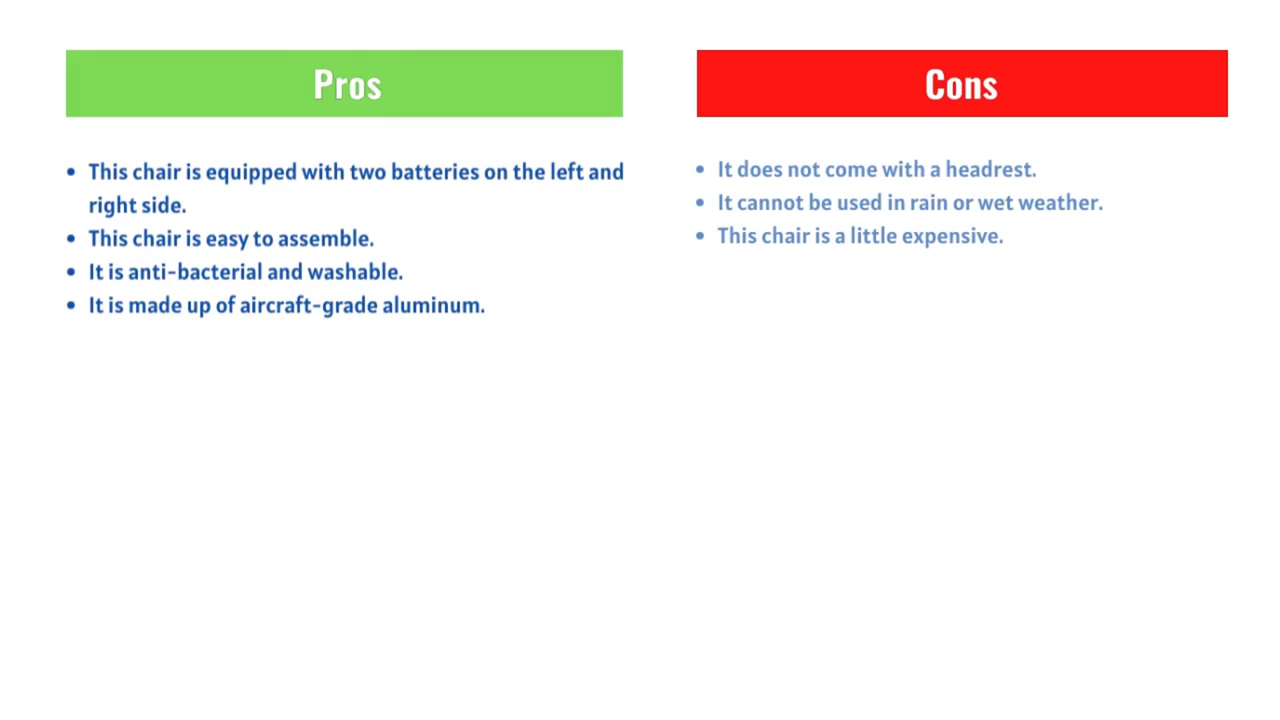 Pros
This chair is equipped with two batteries on the left and
right side.
This chair is easy to assemble.
It is anti-bacterial and washable.
It is made up of aircraft-grade aluminum.
Cons
It does not come with a headrest.
It cannot be used in rain or wet weather.
This chair is a little expensive.